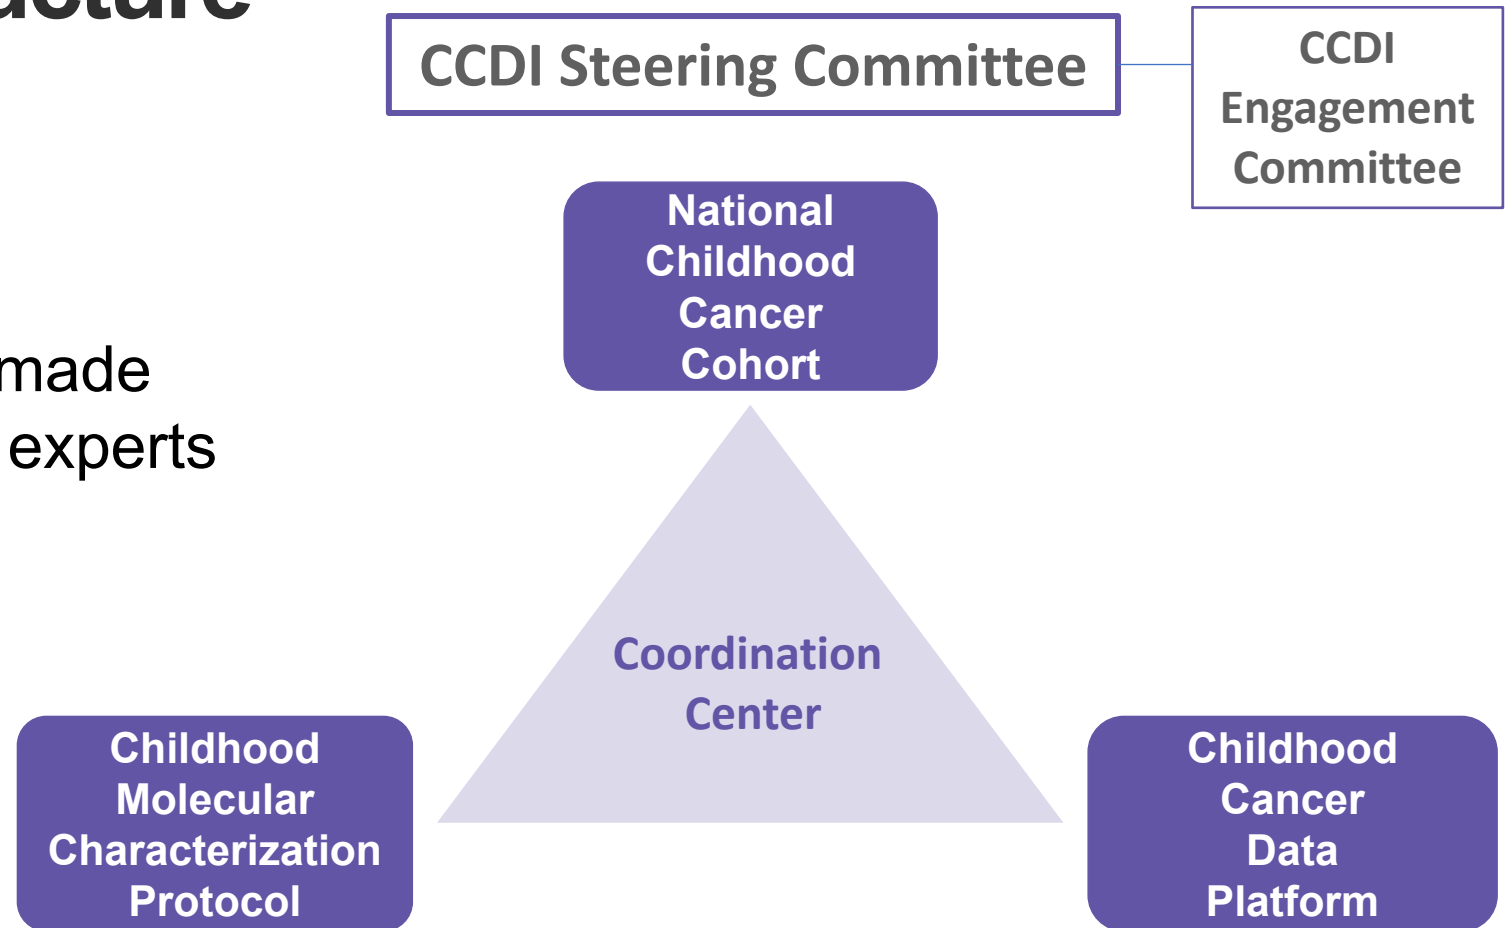 CCDI Steering Committee
CCDI
Engagement
Committee
National
Childhood
Cancer
Cohort
made
experts
Coordination
Center
Childhood
Molecular
Characterization
Protocol
Childhood
Cancer
Data
Platform